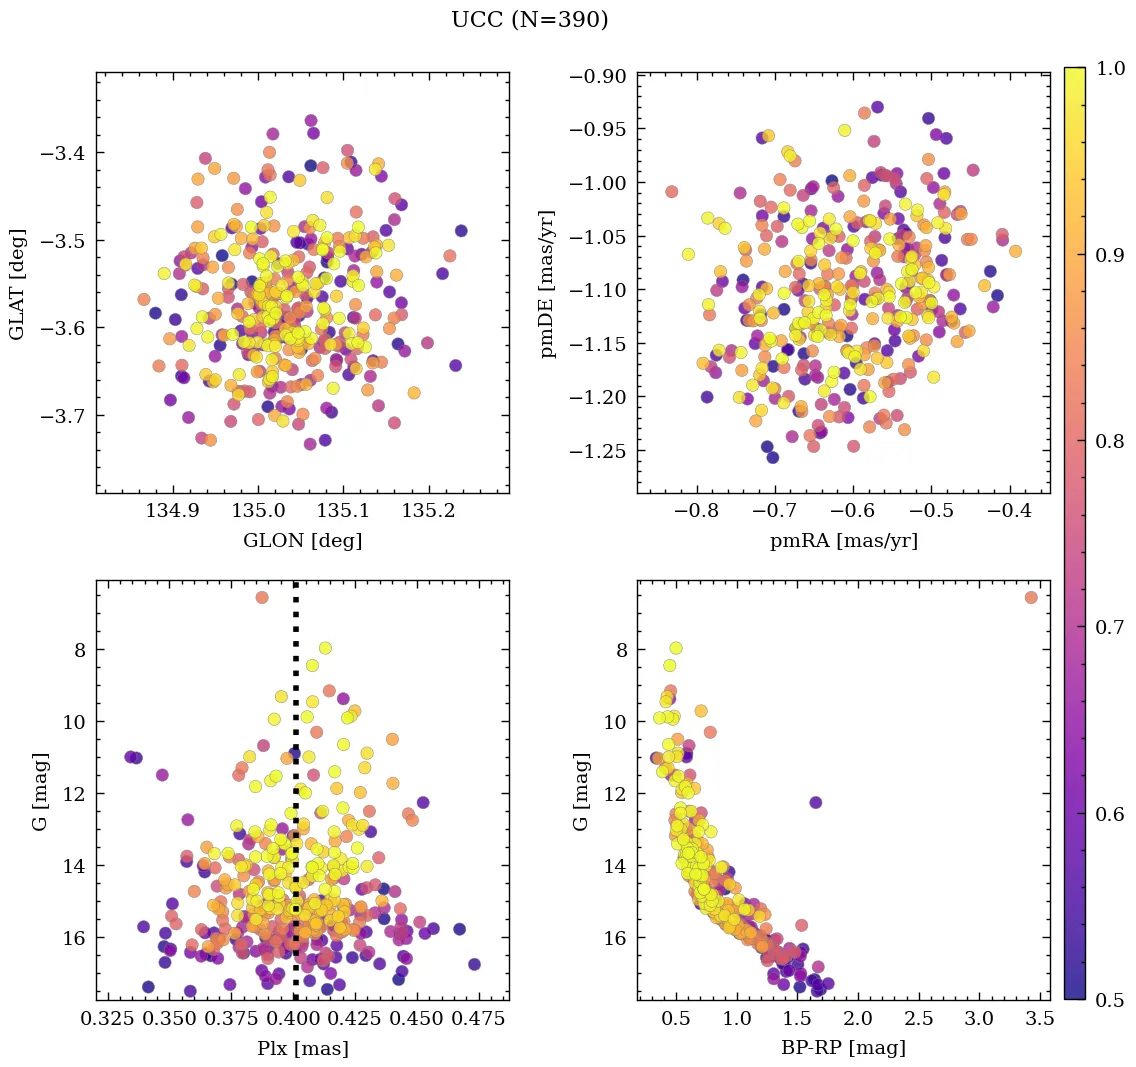 UCC (N=390)
−3.4
−3.5
−3.6
−3.7
GLAT [deg]
134.9 135.0 135.1 135.2
GLON [deg]
−0.90
−0.95
−1.00
−1.05
−1.10
−1.15
−1.20
−1.25
pmDE [mas/yr]
−0.8 −0.7 −0.6 −0.5 −0.4
pmRA [mas/yr]
8
10
12
14
16
G [mag]
0.325 0.350 0.375 0.400 0.425 0.450 0.475
Plx [mas]
8
10
12
14
16
G [mag]
0.5 1.0 1.5 2.0 2.5 3.0 3.5
BP-RP [mag]
1.0
0.9
0.8
0.7
0.6
0.5